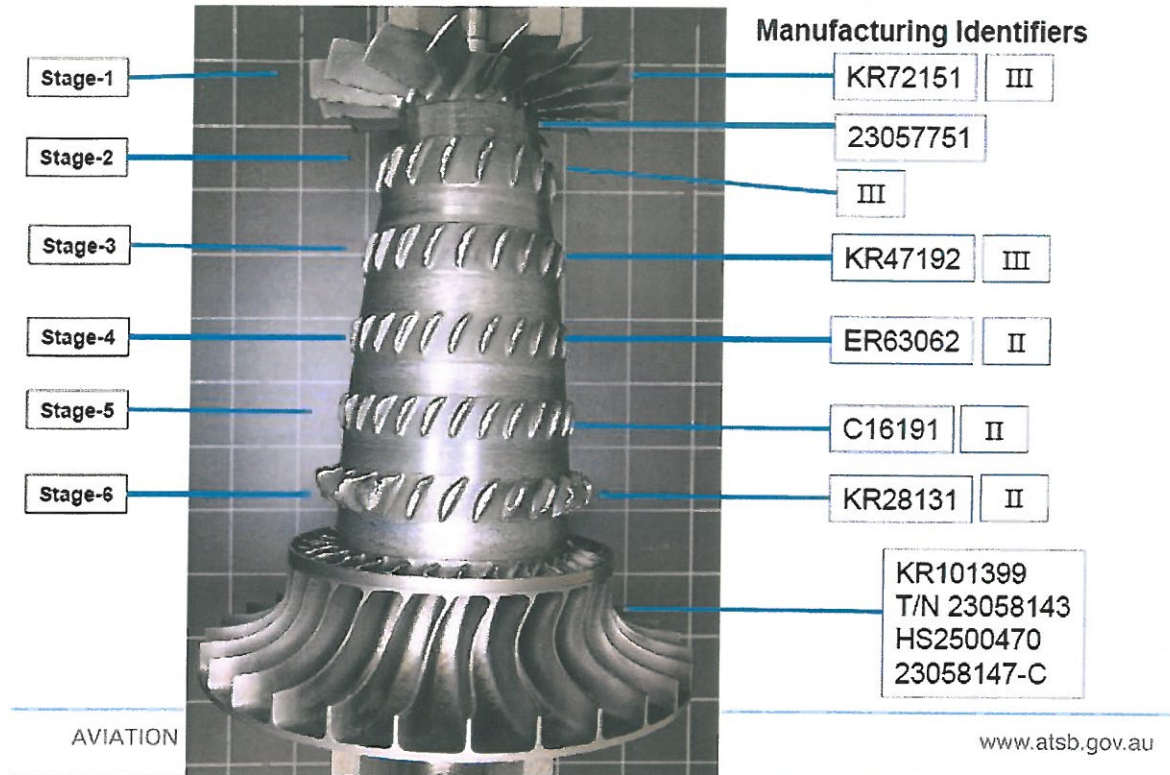 Manufacturing Identifiers
Stage-1
KR72151 III
23057751
Stage-2
III
Stage-3
KR47192 III
Stage-4
ER63062 II
Stage-5
C16191 II
Stage-6
KR28131 II
KR101399
T/N 23058143
HS2500470
23058147-C
AVIATION
www.atsb.gov.au